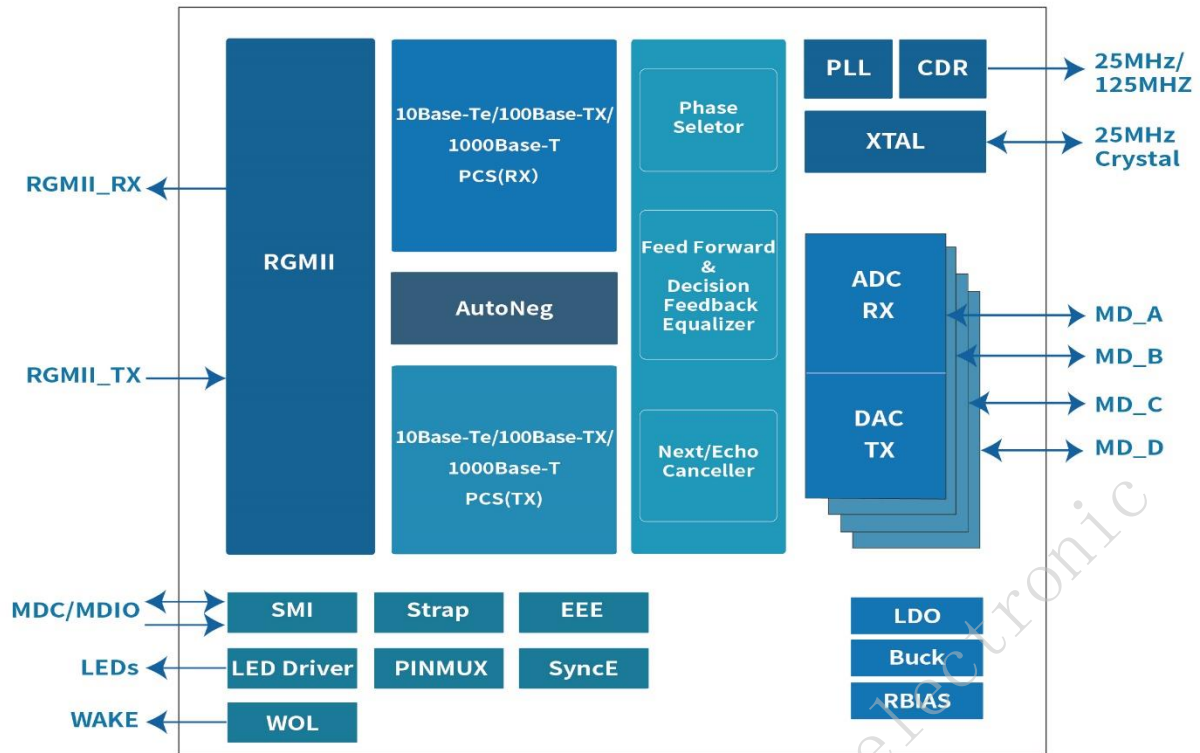 PLL
CDR
25MHz/
125MHZ
XTAL
25MHz
Crystal
RGMII_RX
RGMII_TX
RGMII
10Base-Te/100Base-TX/
1000Base-T
PCS(RX)
AutoNeg
10Base-Te/100Base-TX/
1000Base-T
PCS(TX)
Phase
Seletor
Feed Forward
&
Decision
Feedback
Equalizer
Next/Echo
Canceller
ADC
RX
DAC
TX
MD_A
MD_B
MD_C
MD_D
MDC/MDIO
SMI
Strap
EEE
LEDs
LED Driver
PINMUX
SyncE
WAKE
WOL
LDO
Buck
RBIAS
electronic